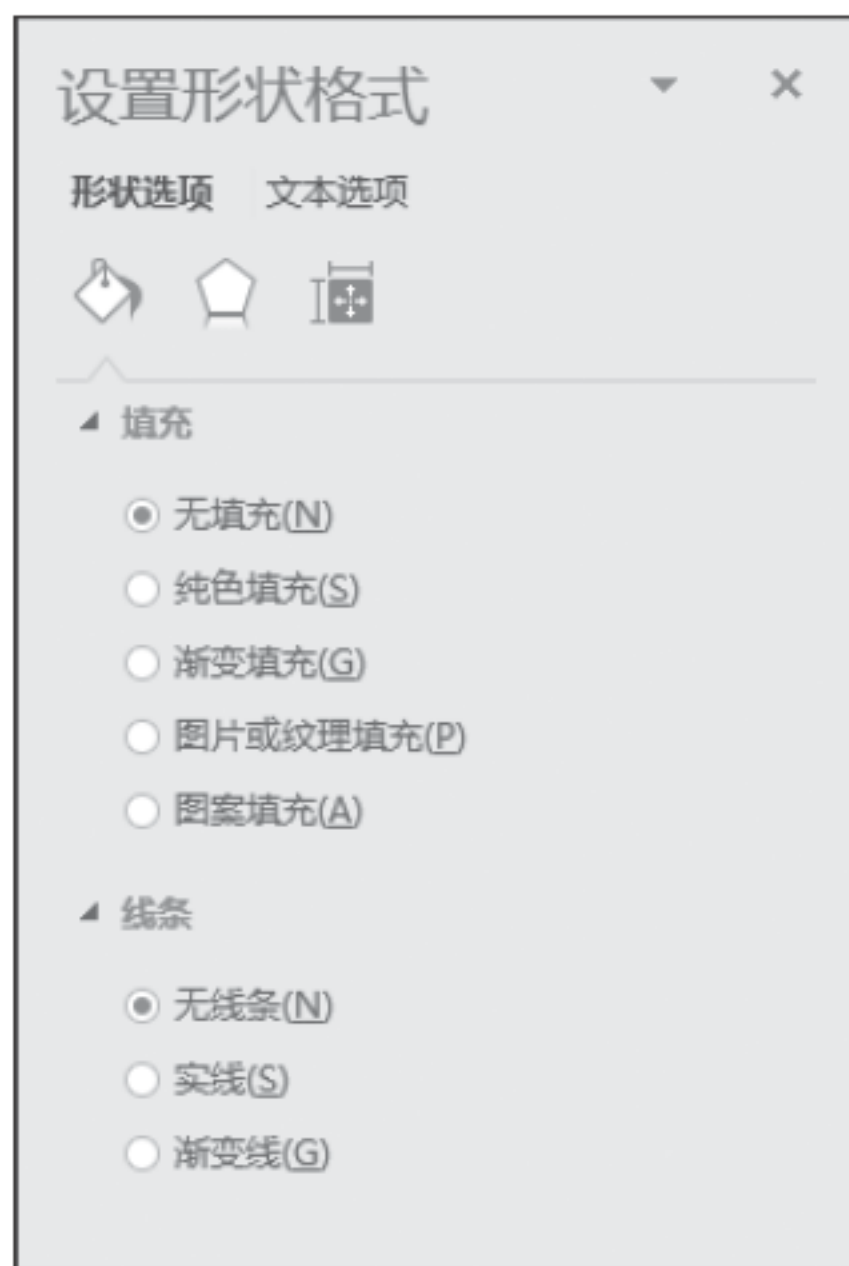 设置形状格式
形状选项 文本选项
填充
无填充(N)
纯色填充(S)
渐变填充(G)
图片或纹理填充(P)
图案填充(A)
线条
无线条(N)
实线(S)
渐变线(G)